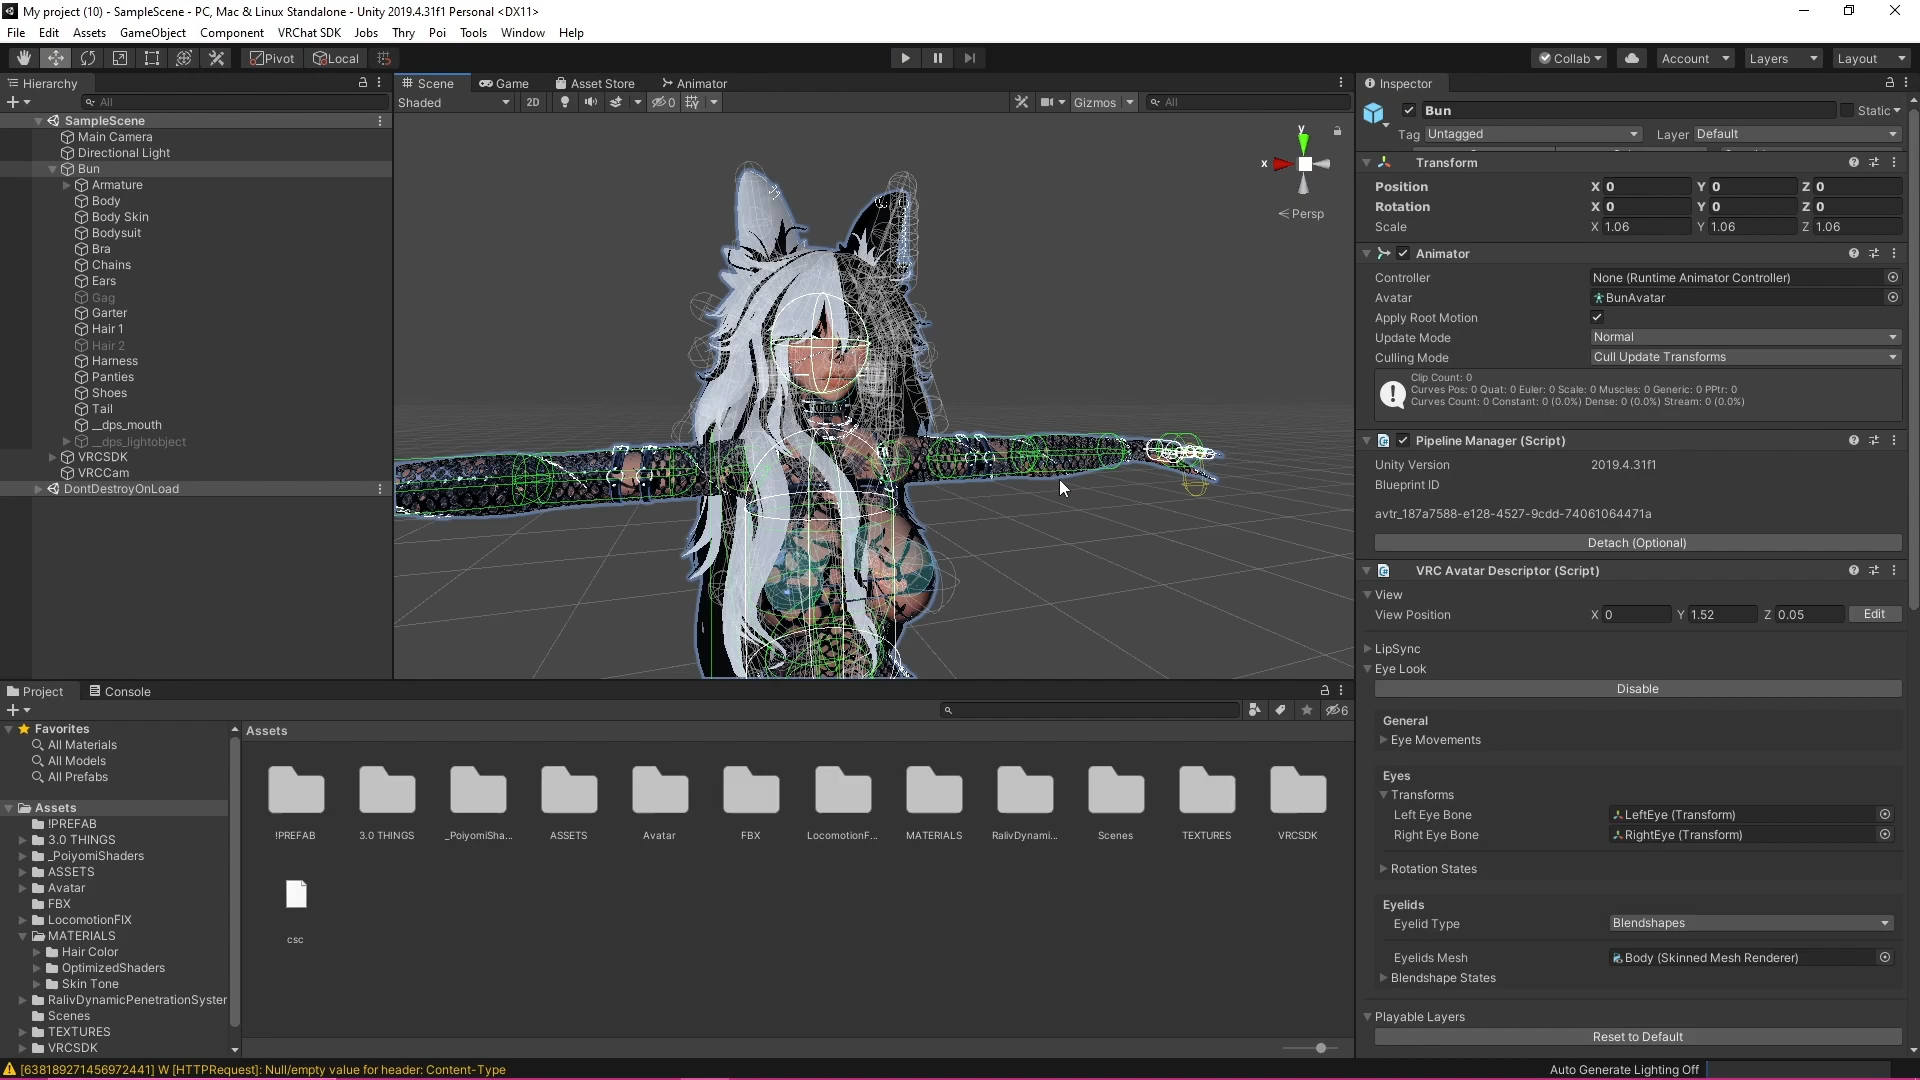 My project (10) - SampleScene - PC, Mac & Linux Standalone - Unity 2019.4.31f1 Personal <DX11>
File Edit Assets GameObject Component VRChat SDK Jobs Thry Poi Tools Window Help
Pivot Local Collab Account Layers Layout
Hierarchy
All
SampleScene
Main Camera
Directional Light
Bun
Armature
Body
Body Skin
Bodysuit
Bra
Chains
Ears
Gag
Garter
Hair 1
Hair 2
Harness
Panties
Shoes
Tail
__dps_mouth
__dps_lightobject
VRCSDK
VRCCam
DontDestroyOnLoad
Scene Game Asset Store Animator
Shaded 2D 0 Gizmos All
y
x
Persp
Inspector
Bun Static
Tag Untagged Layer Default
Transform
Position X 0 Y 0 Z 0
Rotation X 0 Y 0 Z 0
Scale X 1.06 Y 1.06 Z 1.06
Animator
Controller None (Runtime Animator Controller)
Avatar BunAvatar
Apply Root Motion
Update Mode Normal
Culling Mode Cull Update Transforms
Clip Count: 0
Curves Pos: 0 Quat: 0 Euler: 0 Scale: 0 Muscles: 0 Generic: 0 PPtr: 0
Curves Count: 0 Constant: 0 (0.0%) Dense: 0 (0.0%) Stream: 0 (0.0%)
Pipeline Manager (Script)
Unity Version 2019.4.31f1
Blueprint ID
avtr_187a7588-e128-4527-9cdd-74061064471a
Detach (Optional)
VRC Avatar Descriptor (Script)
View
View Position X 0 Y 1.52 Z 0.05 Edit
LipSync
Eye Look
Disable
General
Eye Movements
Eyes
Transforms
Left Eye Bone LeftEye (Transform)
Right Eye Bone RightEye (Transform)
Rotation States
Eyelids
Eyelid Type Blendshapes
Eyelids Mesh Body (Skinned Mesh Renderer)
Blendshape States
Playable Layers
Reset to Default
Project Console
6
Favorites
All Materials
All Models
All Prefabs
Assets
!PREFAB
3.0 THINGS
_PoiyomiShaders
ASSETS
Avatar
FBX
LocomotionFIX
MATERIALS
Hair Color
OptimizedShaders
Skin Tone
RalivDynamicPenetrationSyster
Scenes
TEXTURES
VRCSDK
Assets
!PREFAB 3.0 THINGS _PoiyomiSha... ASSETS Avatar FBX LocomotionF... MATERIALS RalivDynami... Scenes TEXTURES VRCSDK
csc
[638189271456972441] W [HTTPRequest]: Null/empty value for header: Content-Type
Auto Generate Lighting Off